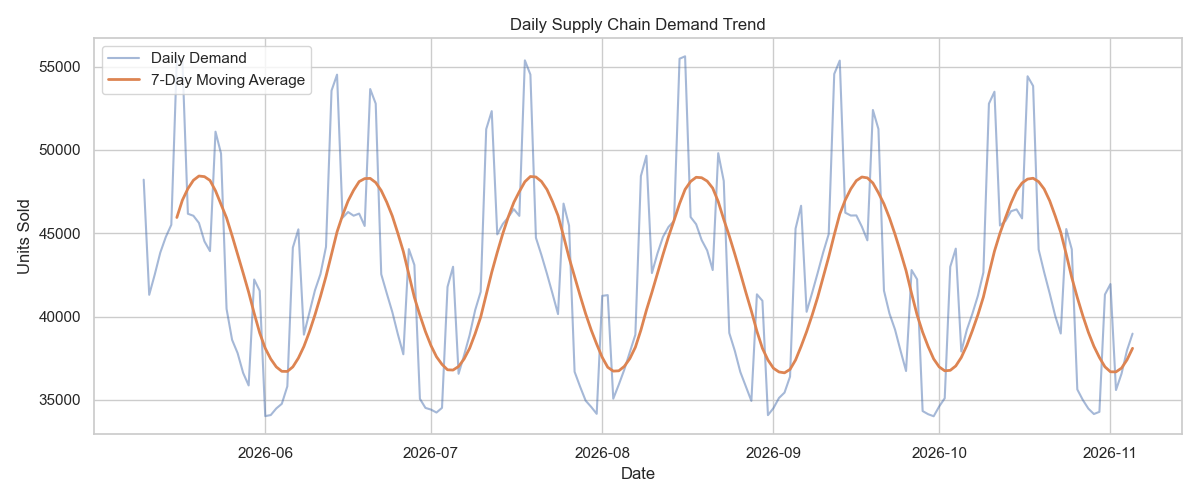 Daily Supply Chain Demand Trend
Daily Demand
7-Day Moving Average
Units Sold
55000
50000
45000
40000
35000
2026-06
2026-07
2026-08
2026-09
2026-10
2026-11
Date